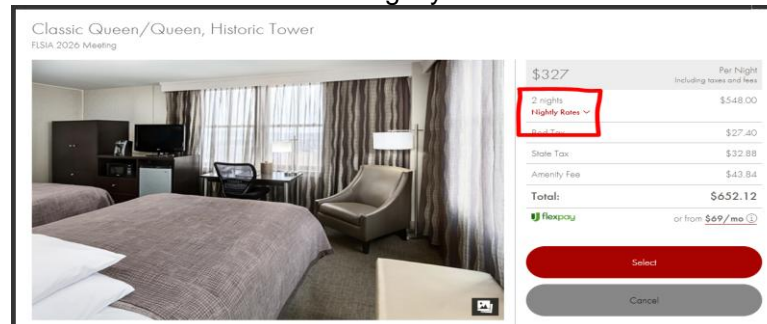 Classic Queen/Queen, Historic Tower
FLSIA 2026 Meeting
$327 Per Night
Including taxes and fees
2 nights $548.00
Nightly Rates
Bed Tax $27.40
State Tax $32.88
Amenity Fee $43.84
Total: $652.12
flexpay or from $69/mo
Select
Cancel